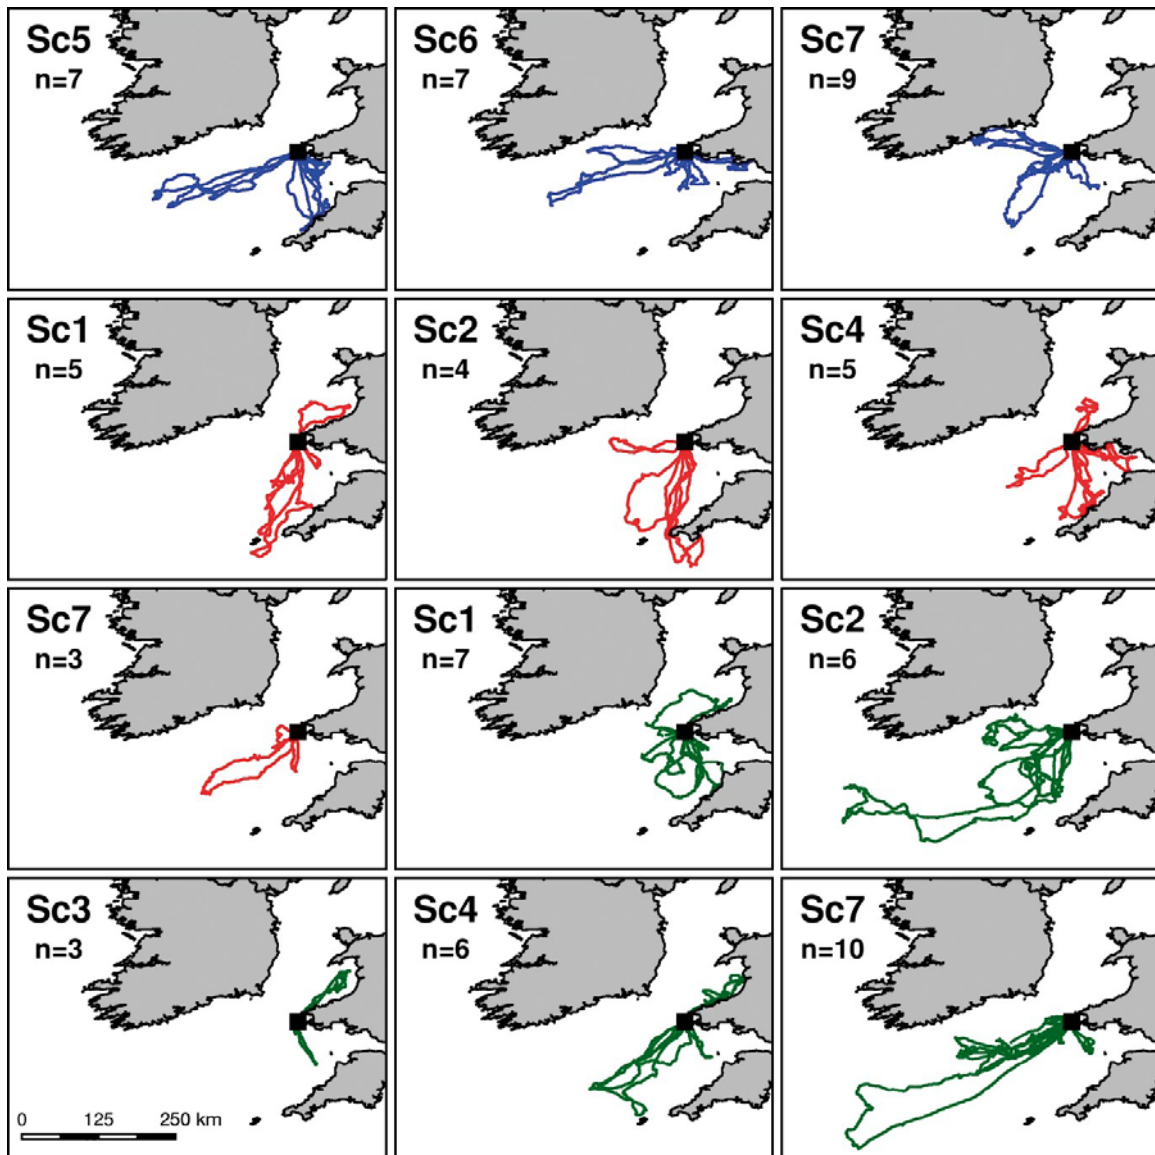 Sc5
n=7
Sc6
n=7
Sc7
n=9
Sc1
n=5
Sc2
n=4
Sc4
n=5
Sc7
n=3
Sc1
n=7
Sc2
n=6
Sc3
n=3
0 125 250 km
Sc4
n=6
Sc7
n=10